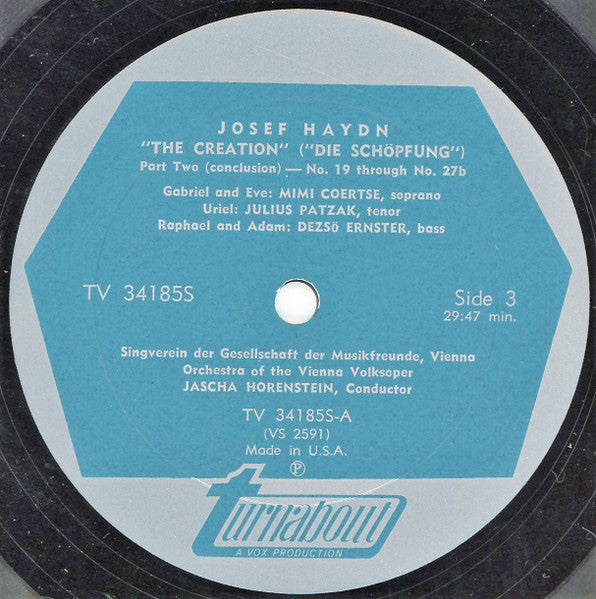 JOSEF HAYDN
"THE CREATION" ("DIE SCHÖPFUNG")
Part Two (conclusion) — No. 19 through No. 27b
Gabriel and Eve: MIMI COERTSE, soprano
Uriel: JULIUS PATZAK, tenor
Raphael and Adam: DEZSÖ ERNSTER, bass
TV 34185S
Side 3
29:47 min.
Singverein der Gesellschaft der Musikfreunde, Vienna
Orchestra of the Vienna Volksoper
JASCHA HORENSTEIN, Conductor
TV 34185S-A
(VS 2591)
Made in U.S.A.
℗
turnabout
A VOX PRODUCTION